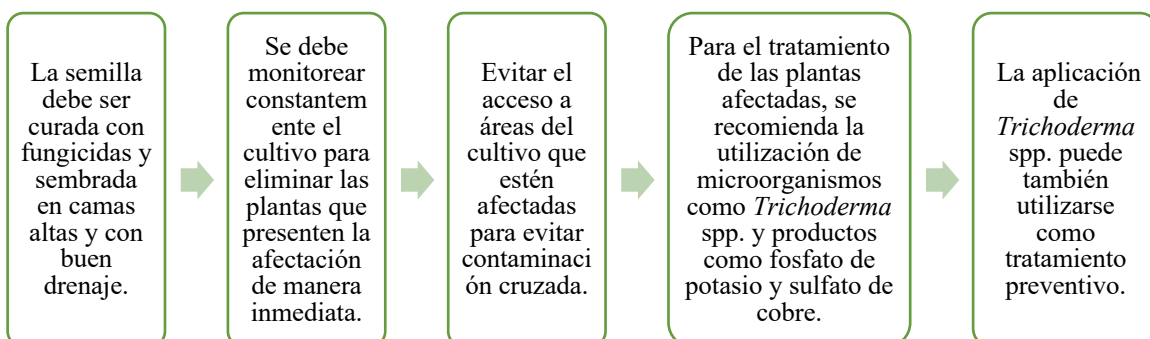 La semilla
debe ser
curada con
fungicidas y
sembrada
en camas
altas y con
buen
drenaje.
Se debe
monitorear
constantem
ente el
cultivo para
eliminar las
plantas que
presenten la
afectación
de manera
inmediata.
Evitar el
acceso a
áreas del
cultivo que
estén
afectadas
para evitar
contaminaci
ón cruzada.
Para el tratamiento
de las plantas
afectadas, se
recomienda la
utilización de
microorganismos
como Trichoderma
spp. y productos
como fosfato de
potasio y sulfato de
cobre.
La aplicación
de
Trichoderma
spp. puede
también
utilizarse
como
tratamiento
preventivo.